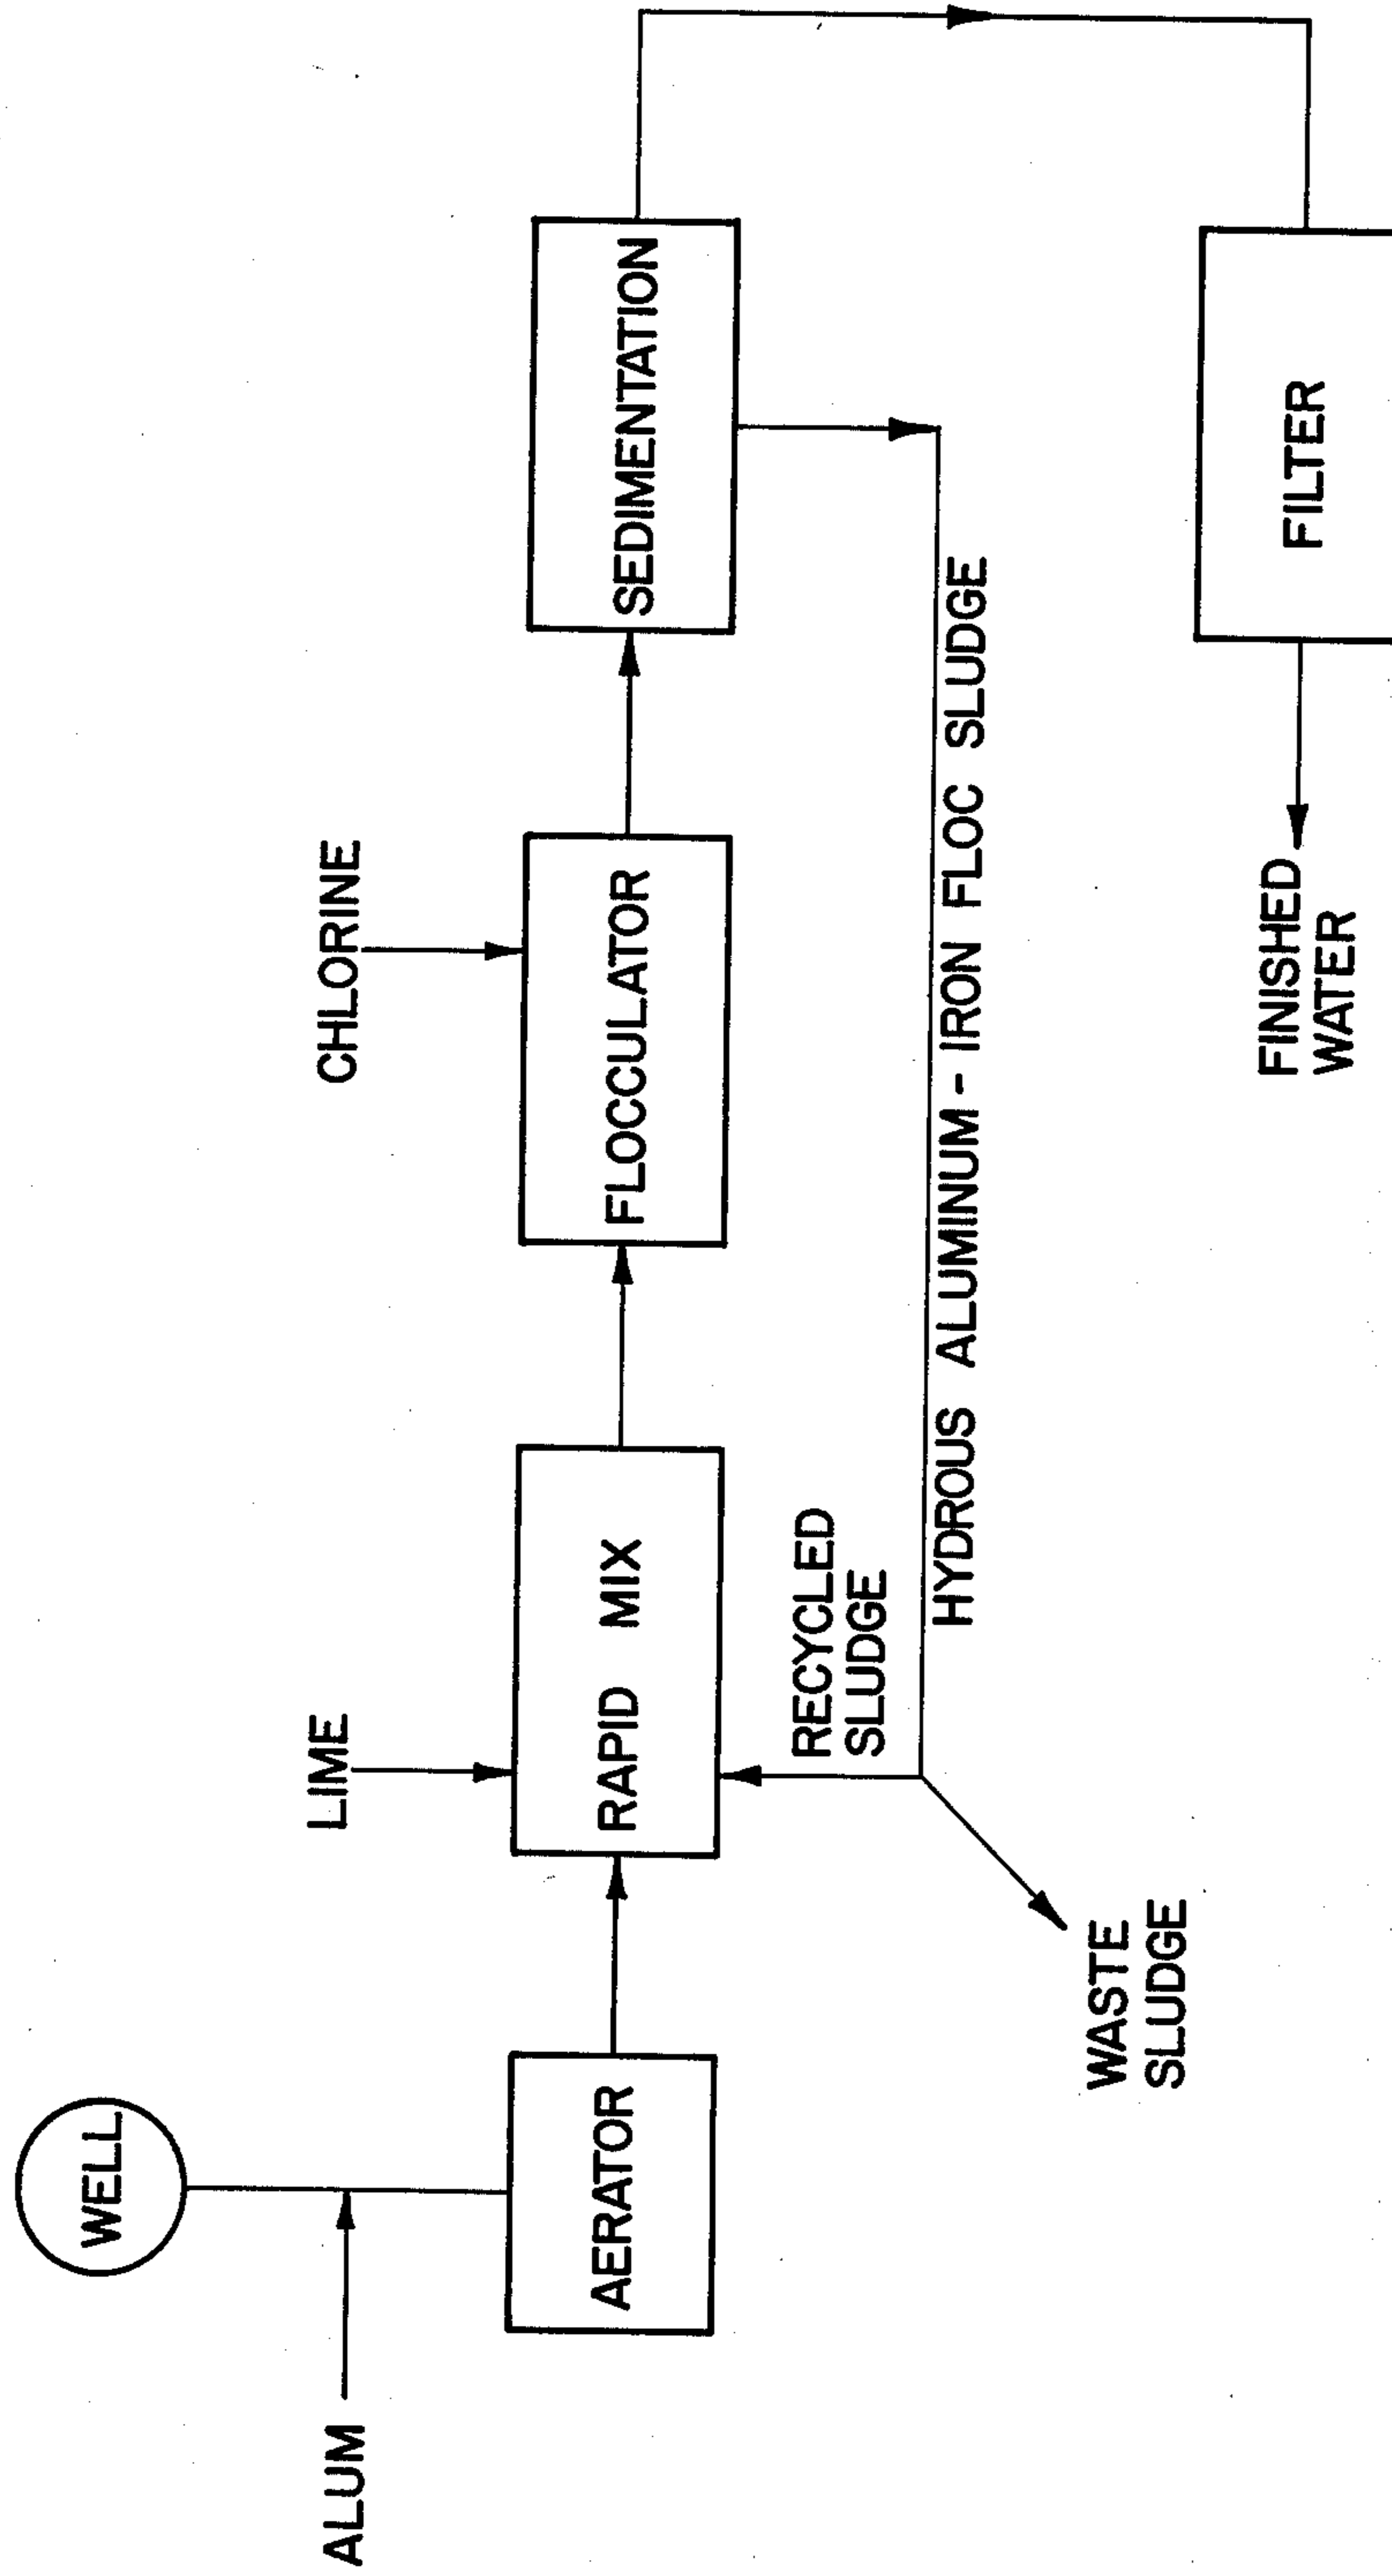 WELL
ALUM
AERATOR
LIME
RAPID MIX
CHLORINE
FLOCCULATOR
SEDIMENTATION
RECYCLED
SLUDGE
HYDROUS ALUMINUM-IRON FLOC SLUDGE
WASTE
SLUDGE
FINISHED
WATER
FILTER